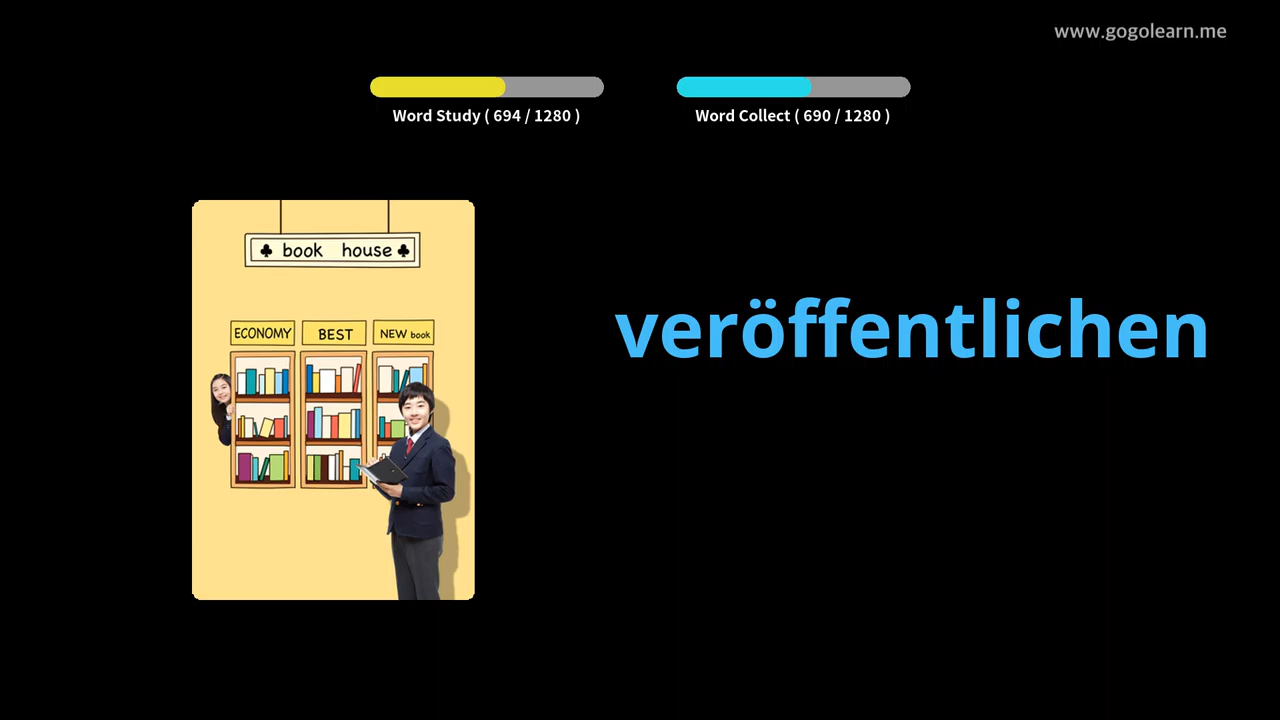 www.gogolearn.me
Word Study ( 694 / 1280 )
Word Collect ( 690 / 1280 )
♣ book house ♣
ECONOMY
BEST
NEW book
veröffentlichen